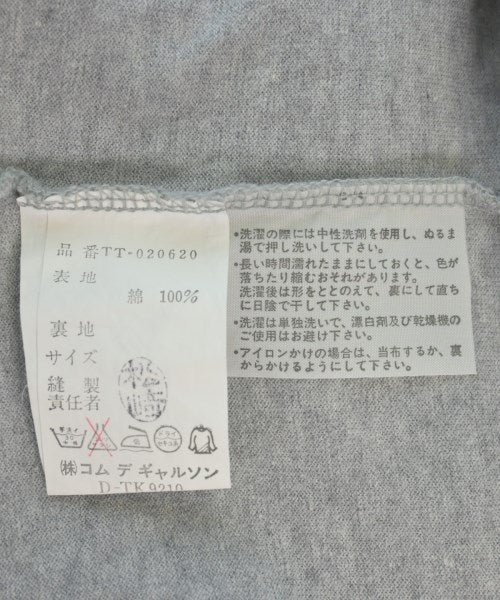 品 番TT-020620
表 地
綿 100%
裏 地
サイズ
縫 製
責任者
㈱コム デ ギャルソン
D-TK 9210
•洗濯の際には中性洗剤を使用し、ぬるま
湯で押し洗いして下さい。
•長い時間濡れたままにしておくと、色が
落ちたり縮むおそれがあります。
洗濯後は形をととのえて、裏にして直ち
に日陰で干して下さい。
•洗濯は単独洗いで、漂白剤及び乾燥機の
ご使用はお避け下さい。
•アイロンかけの場合は、当布するか、裏
からかけるようにして下さい。